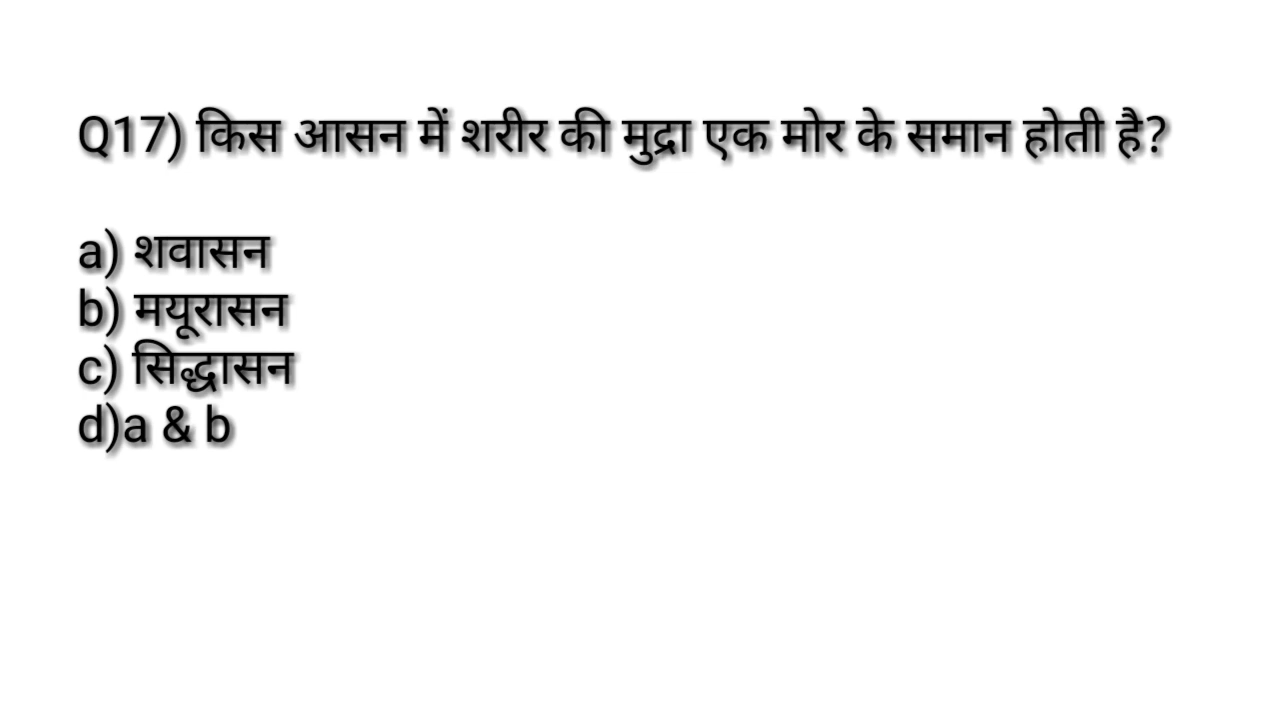 Q17) किस आसन में शरीर की मुद्रा एक मोर के समान होती है?
a) शवासन
b) मयूरासन
c) सिद्धासन
d)a & b